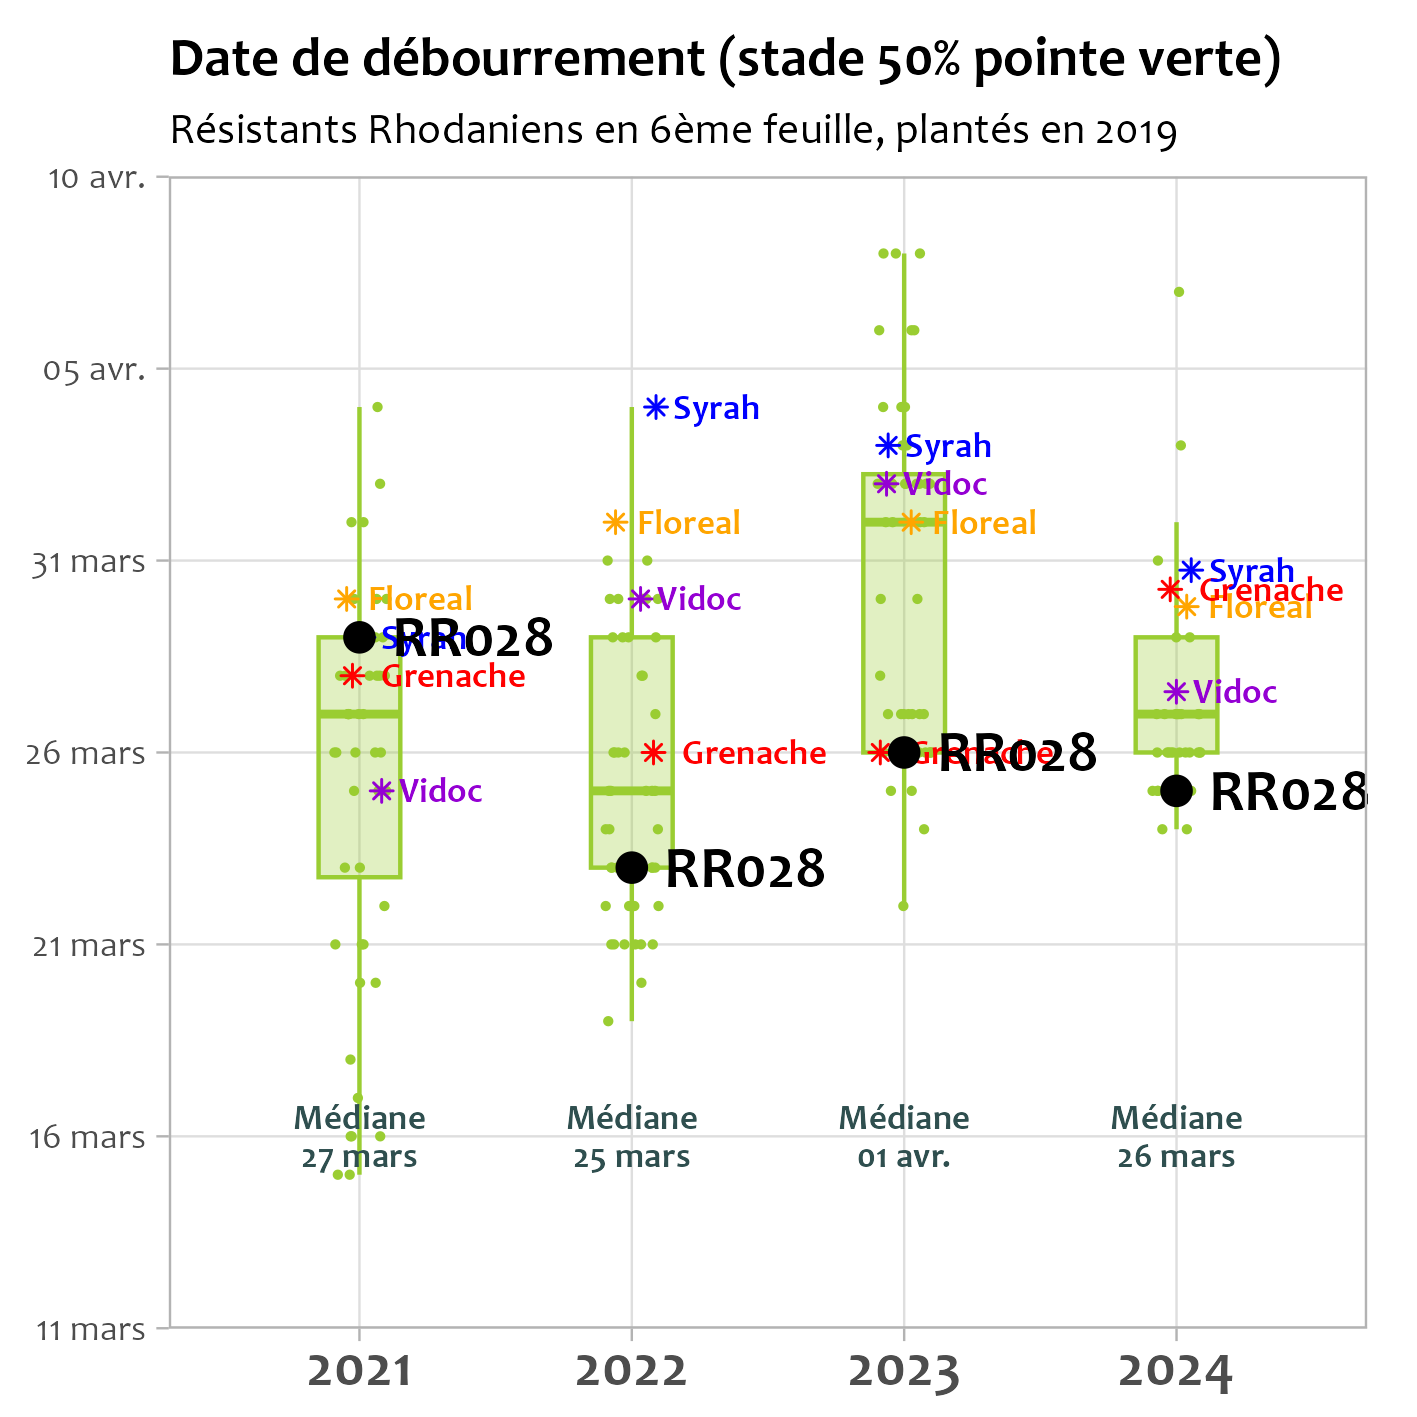 Date de débourrement (stade 50% pointe verte)
Résistants Rhodaniens en 6ème feuille, plantés en 2019
10 avr.
05 avr.
31 mars
26 mars
21 mars
16 mars
11 mars
Floreal
Syrah
RR028
Grenache
Vidoc
Médiane
27 mars
Syrah
Floreal
Vidoc
Grenache
RR028
Médiane
25 mars
Syrah
Vidoc
Floreal
Grenache
RR028
Médiane
01 avr.
Syrah
Grenache
Floreal
Vidoc
RR028
Médiane
26 mars
2021
2022
2023
2024